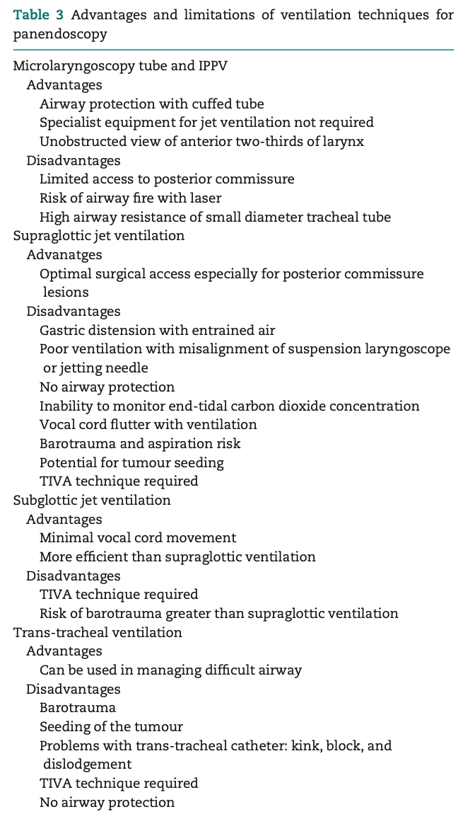 Table 3 Advantages and limitations of ventilation techniques for
panendoscopy
Microlaryngoscopy tube and IPPV
Advantages
Airway protection with cuffed tube
Specialist equipment for jet ventilation not required
Unobstructed view of anterior two-thirds of larynx
Disadvantages
Limited access to posterior commissure
Risk of airway fire with laser
High airway resistance of small diameter tracheal tube
Supraglottic jet ventilation
Advanatges
Optimal surgical access especially for posterior commissure
lesions
Disadvantages
Gastric distension with entrained air
Poor ventilation with misalignment of suspension laryngoscope
or jetting needle
No airway protection
Inability to monitor end-tidal carbon dioxide concentration
Vocal cord flutter with ventilation
Barotrauma and aspiration risk
Potential for tumour seeding
TIVA technique required
Subglottic jet ventilation
Advantages
Minimal vocal cord movement
More efficient than supraglottic ventilation
Disadvantages
TIVA technique required
Risk of barotrauma greater than supraglottic ventilation
Trans-tracheal ventilation
Advantages
Can be used in managing difficult airway
Disadvantages
Barotrauma
Seeding of the tumour
Problems with trans-tracheal catheter: kink, block, and
dislodgement
TIVA technique required
No airway protection